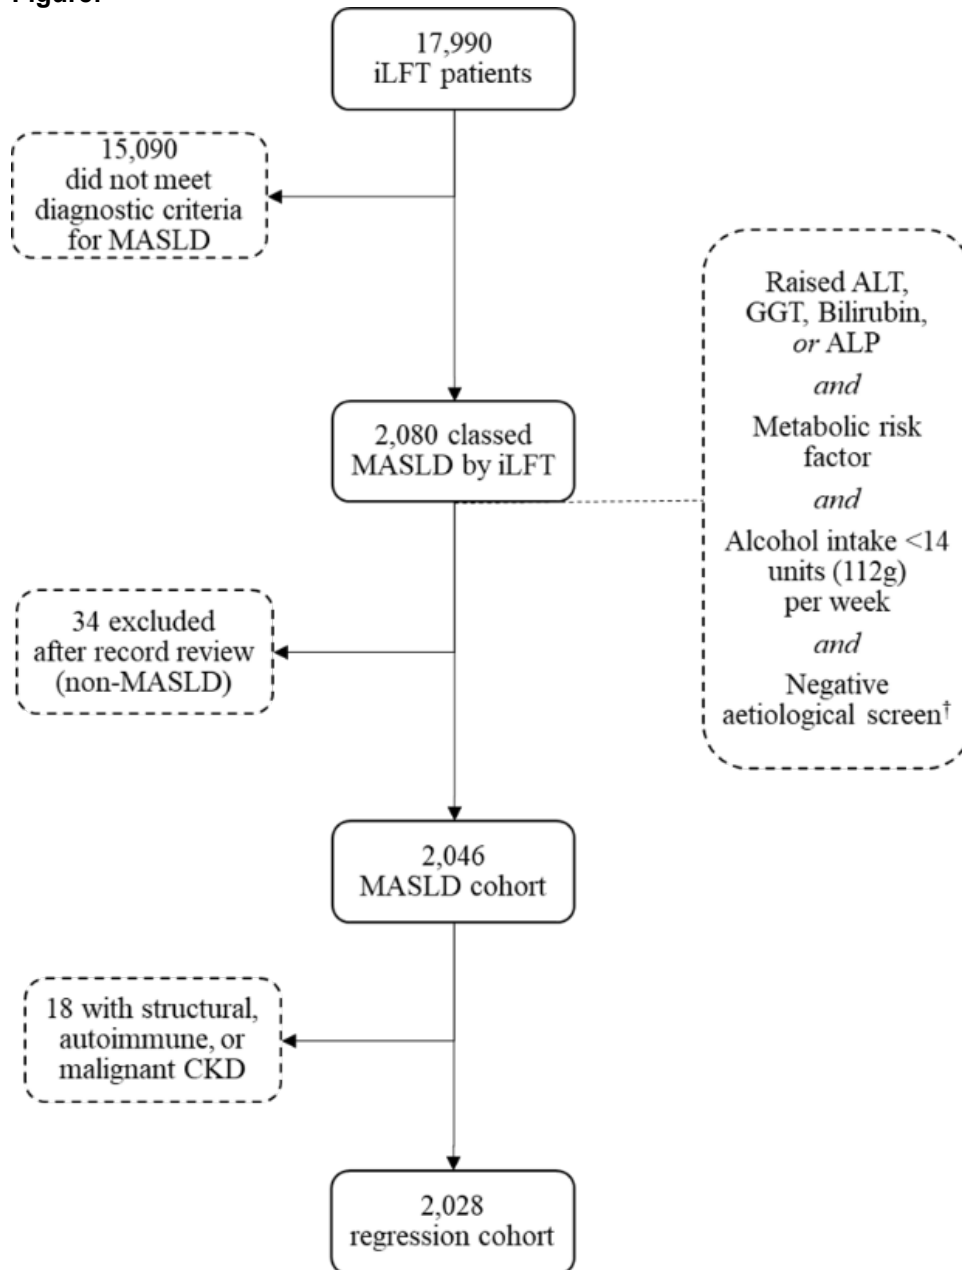 Figure.
17,990
iLFT patients
15,090
did not meet
diagnostic criteria
for MASLD
Raised ALT,
GGT, Bilirubin,
or ALP
and
Metabolic risk
factor
and
Alcohol intake <14
units (112g)
per week
and
Negative
aetiological screen†
2,080 classed
MASLD by iLFT
34 excluded
after record review
(non-MASLD)
2,046
MASLD cohort
18 with structural,
autoimmune, or
malignant CKD
2,028
regression cohort